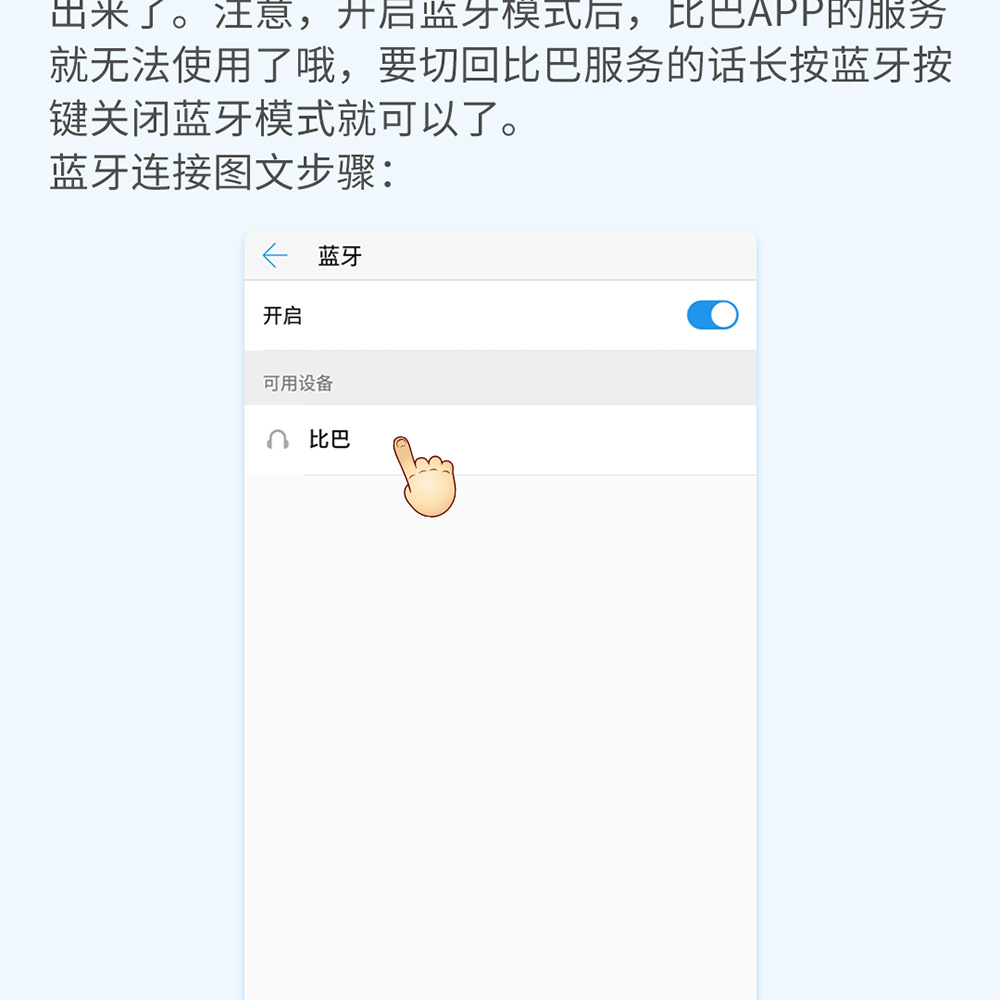 出来了。注意，开启蓝牙模式后，比巴APP的服务
就无法使用了哦，要切回比巴服务的话长按蓝牙按
键关闭蓝牙模式就可以了。
蓝牙连接图文步骤：
蓝牙
开启
可用设备
比巴